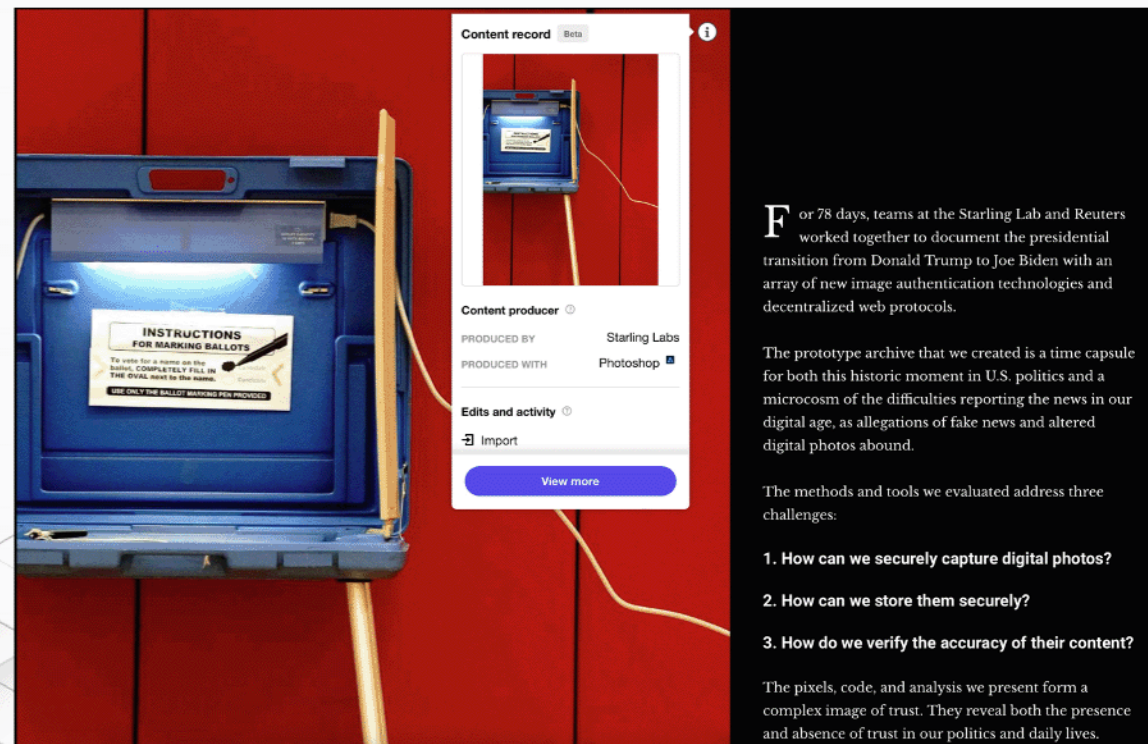 INSTRUCTIONS
FOR MARKING BALLOTS
To vote for a name on the
ballot, COMPLETELY FILL IN
THE OVAL next to the name.
USE ONLY THE BALLOT MARKING PEN PROVIDED
Content record Beta
INSTRUCTIONS
Content producer
PRODUCED BY Starling Labs
PRODUCED WITH Photoshop
Edits and activity
Import
View more
For 78 days, teams at the Starling Lab and Reuters
worked together to document the presidential
transition from Donald Trump to Joe Biden with an
array of new image authentication technologies and
decentralized web protocols.
The prototype archive that we created is a time capsule
for both this historic moment in U.S. politics and a
microcosm of the difficulties reporting the news in our
digital age, as allegations of fake news and altered
digital photos abound.
The methods and tools we evaluated address three
challenges:
1. How can we securely capture digital photos?
2. How can we store them securely?
3. How do we verify the accuracy of their content?
The pixels, code, and analysis we present form a
complex image of trust. They reveal both the presence
and absence of trust in our politics and daily lives.